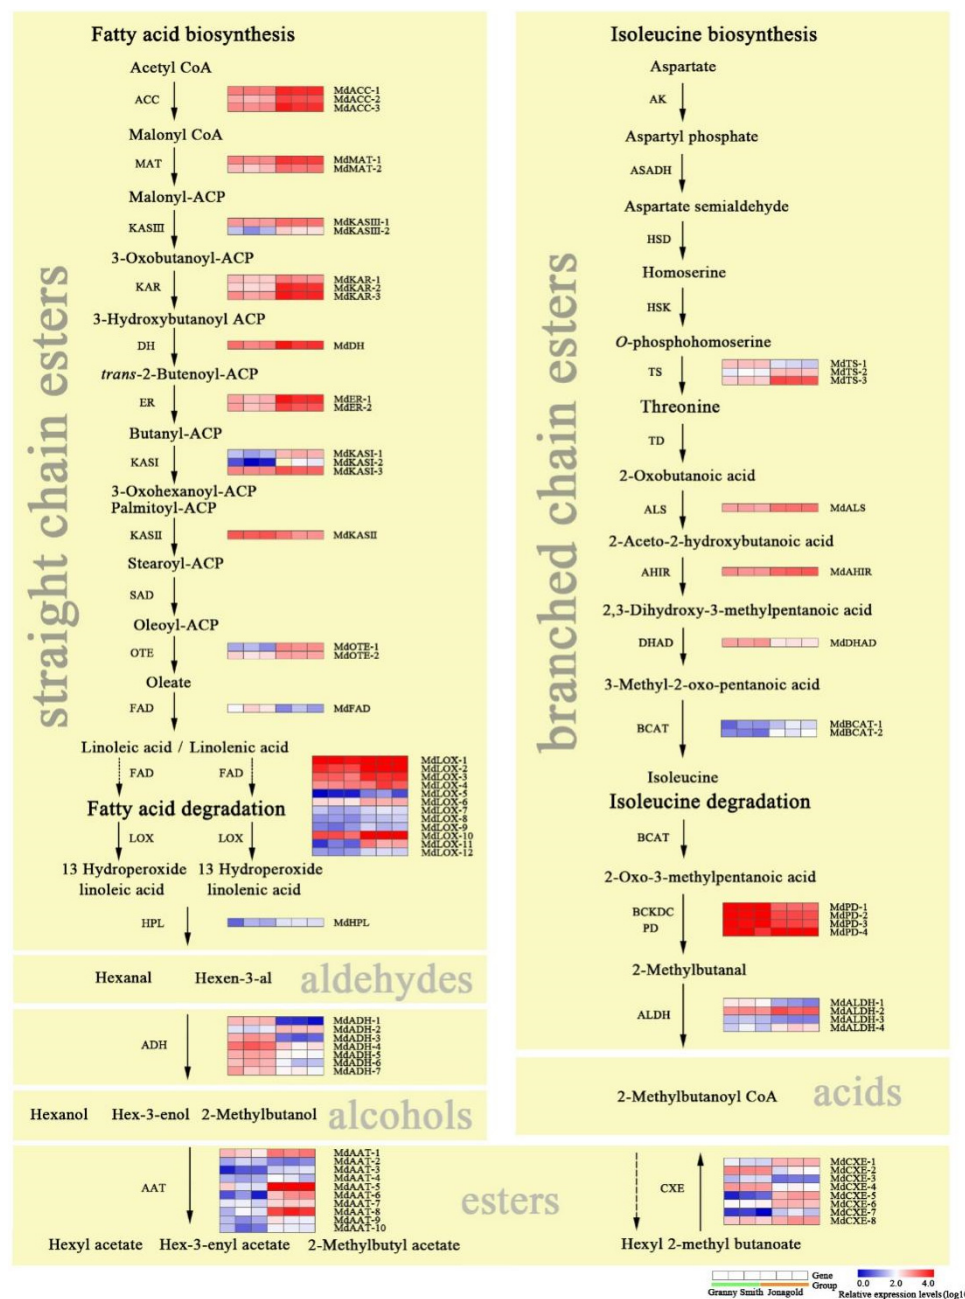 Fatty acid biosynthesis
Acetyl CoA
ACC
MdACC-1
MdACC-2
MdACC-3
Malonyl CoA
MAT
MdMAT-1
MdMAT-2
Malonyl-ACP
KASIII
MdKASIII-1
MdKASIII-2
3-Oxobutanoyl-ACP
KAR
MdKAR-1
MdKAR-2
MdKAR-3
3-Hydroxybutanoyl ACP
DH
MdDH
trans-2-Butenoyl-ACP
ER
MdER-1
MdER-2
Butanyl-ACP
KASI
MdKASI-1
MdKASI-2
MdKASI-3
3-Oxohexanoyl-ACP
Palmitoyl-ACP
KASII
MdKASII
Stearoyl-ACP
SAD
Oleoyl-ACP
OTE
MdOTE-1
MdOTE-2
Oleate
FAD
MdFAD
Linoleic acid / Linolenic acid
FAD FAD
MdLOX-1
MdLOX-2
MdLOX-3
MdLOX-4
MdLOX-5
MdLOX-6
MdLOX-7
MdLOX-8
MdLOX-9
MdLOX-10
MdLOX-11
MdLOX-12
Fatty acid degradation
LOX LOX
13 Hydroperoxide 13 Hydroperoxide
linoleic acid linolenic acid
HPL
MdHPL
straight chain esters
Hexanal Hexen-3-al aldehydes
ADH
MdADH-1
MdADH-2
MdADH-3
MdADH-4
MdADH-5
MdADH-6
MdADH-7
Hexanol Hex-3-enol 2-Methylbutanol alcohols
AAT
MdAAT-1
MdAAT-2
MdAAT-3
MdAAT-4
MdAAT-5
MdAAT-6
MdAAT-7
MdAAT-8
MdAAT-9
MdAAT-10
Hexyl acetate Hex-3-enyl acetate 2-Methylbutyl acetate
esters
Isoleucine biosynthesis
Aspartate
AK
Aspartyl phosphate
ASADH
Aspartate semialdehyde
HSD
Homoserine
HSK
O-phosphohomoserine
TS
MdTS-1
MdTS-2
MdTS-3
Threonine
TD
2-Oxobutanoic acid
ALS
MdALS
2-Aceto-2-hydroxybutanoic acid
AHIR
MdAHIR
2,3-Dihydroxy-3-methylpentanoic acid
DHAD
MdDHAD
3-Methyl-2-oxo-pentanoic acid
BCAT
MdBCAT-1
MdBCAT-2
Isoleucine
Isoleucine degradation
BCAT
2-Oxo-3-methylpentanoic acid
BCKDC
PD
MdPD-1
MdPD-2
MdPD-3
MdPD-4
2-Methylbutanal
ALDH
MdALDH-1
MdALDH-2
MdALDH-3
MdALDH-4
branched chain esters
2-Methylbutanoyl CoA acids
CXE
MdCXE-1
MdCXE-2
MdCXE-3
MdCXE-4
MdCXE-5
MdCXE-6
MdCXE-7
MdCXE-8
Hexyl 2-methyl butanoate
Gene
Group
Granny Smith Jonagold
0.0 2.0 4.0
Relative expression levels (log1